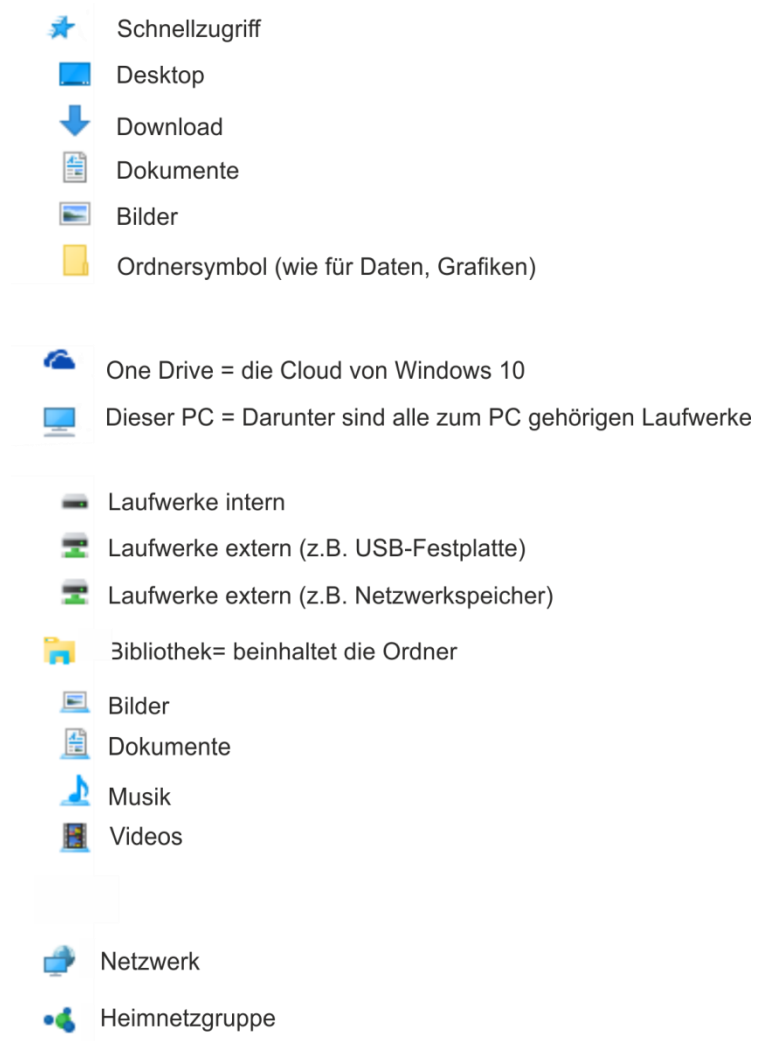 Schnellzugriff
Desktop
Download
Dokumente
Bilder
Ordnersymbol (wie für Daten, Grafiken)
One Drive = die Cloud von Windows 10
Dieser PC = Darunter sind alle zum PC gehörigen Laufwerke
Laufwerke intern
Laufwerke extern (z.B. USB-Festplatte)
Laufwerke extern (z.B. Netzwerkspeicher)
Bibliothek= beinhaltet die Ordner
Bilder
Dokumente
Musik
Videos
Netzwerk
Heimnetzgruppe